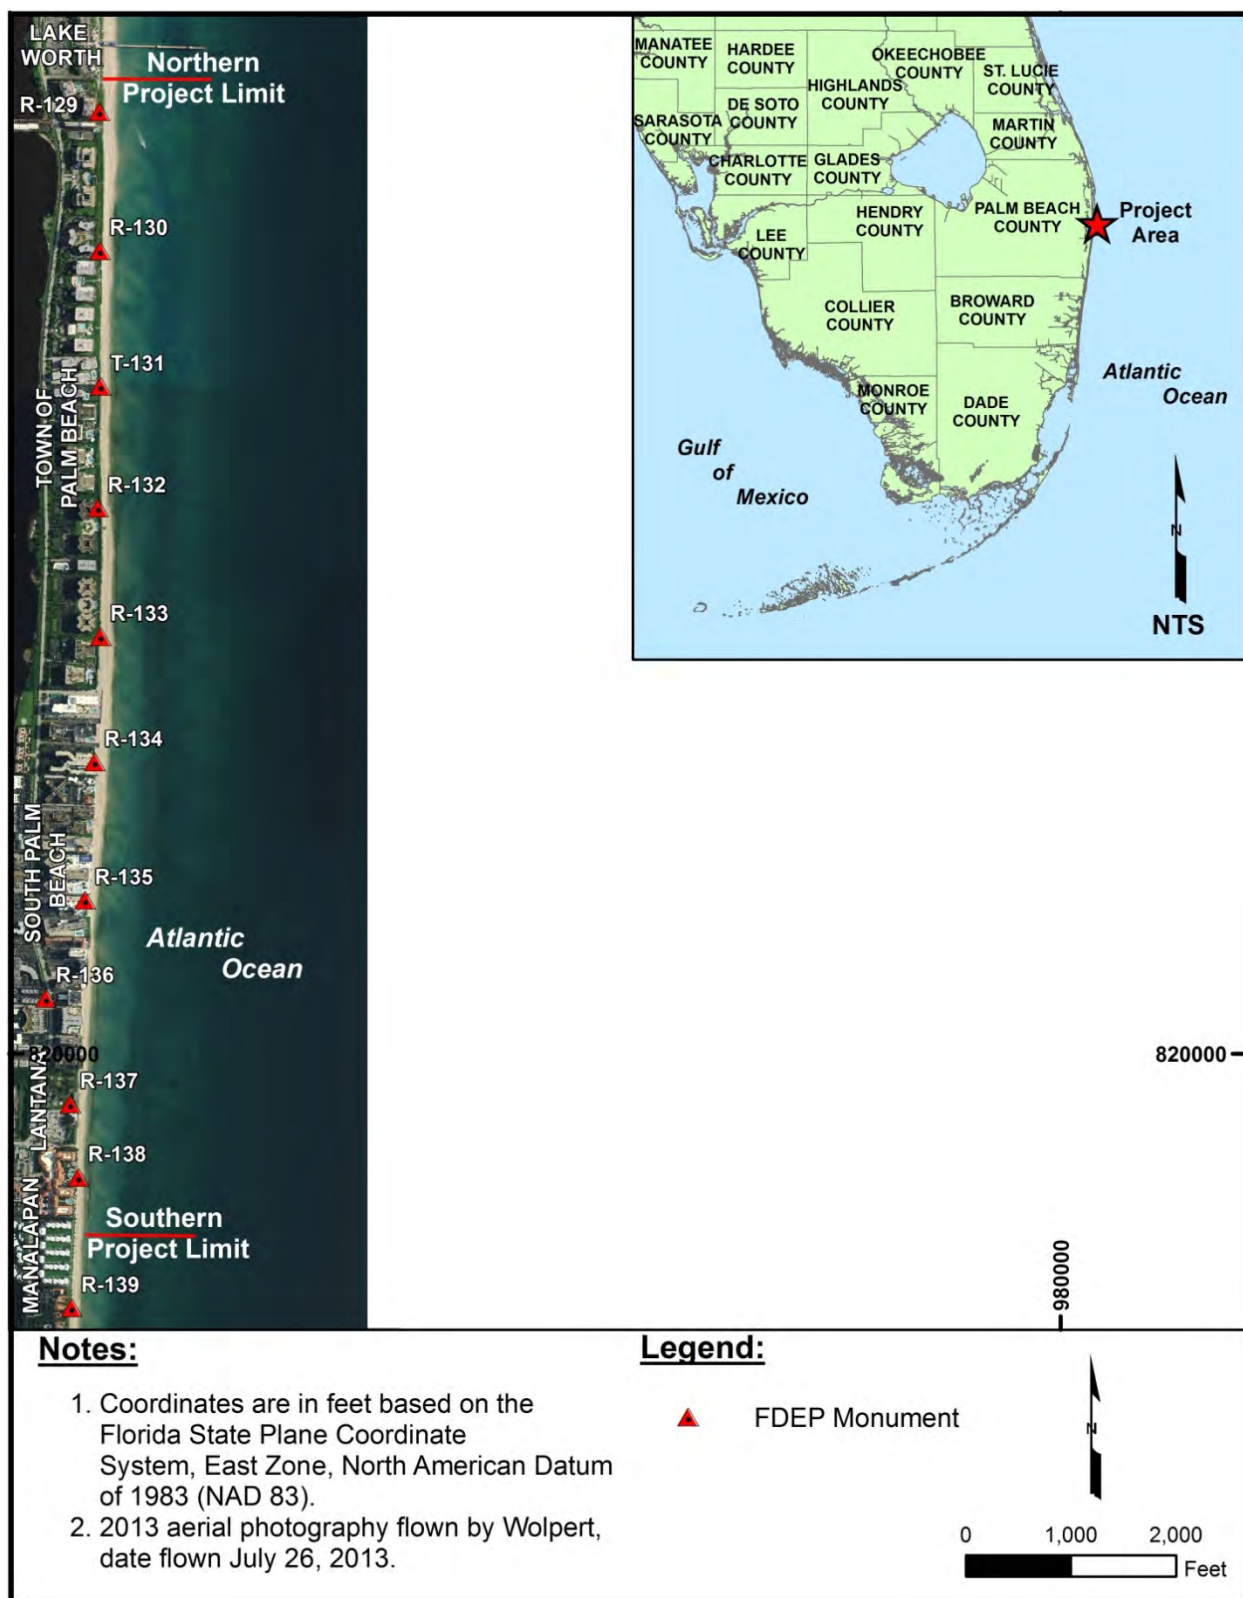 LAKE
WORTH
Northern
Project Limit
R-129
R-130
T-131
TOWN OF
PALM BEACH
R-132
R-133
R-134
SOUTH PALM
BEACH
R-135
Atlantic
Ocean
R-136
820000
820000
LANTANA
R-137
R-138
MANALAPAN
Southern
Project Limit
R-139
980000
MANATEE
COUNTY
HARDEE
COUNTY
OKEECHOBEE
COUNTY
HIGHLANDS
COUNTY
ST. LUCIE
COUNTY
DE SOTO
COUNTY
SARASOTA
COUNTY
MARTIN
COUNTY
CHARLOTTE
COUNTY
GLADES
COUNTY
HENDRY
COUNTY
PALM BEACH
COUNTY
Project
Area
LEE
COUNTY
COLLIER
COUNTY
BROWARD
COUNTY
MONROE
COUNTY
DADE
COUNTY
Atlantic
Ocean
Gulf
of
Mexico
N
NTS
Notes:
1. Coordinates are in feet based on the
Florida State Plane Coordinate
System, East Zone, North American Datum
of 1983 (NAD 83).
2. 2013 aerial photography flown by Wolpert,
date flown July 26, 2013.
Legend:
FDEP Monument
N
0 1,000 2,000
Feet